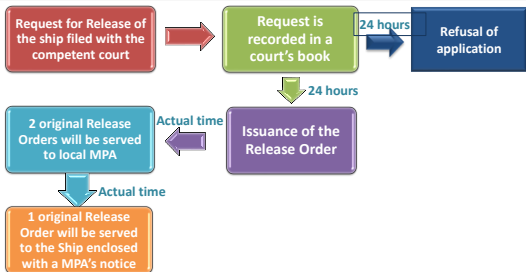 Request for Release of
the ship filed with the
competent court
Request is
recorded in a
court's book
24 hours
Refusal of
application
24 hours
Issuance of the
Release Order
Actual time
2 original Release
Orders will be served
to local MPA
Actual time
1 original Release
Order will be served
to the Ship enclosed
with a MPA's notice